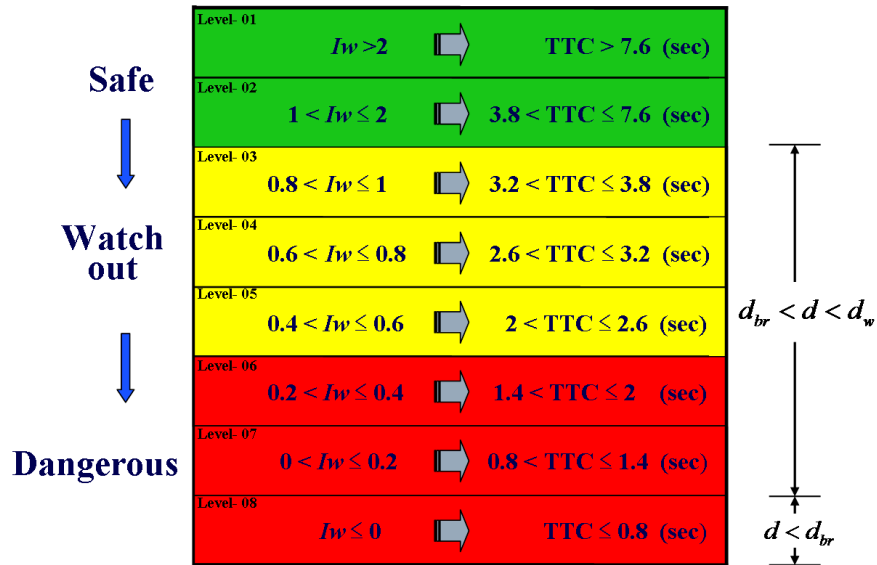 Level- 01
Iw >2 TTC > 7.6 (sec)
Safe
Level- 02
1 < Iw ≤ 2 3.8 < TTC ≤ 7.6 (sec)
Level- 03
0.8 < Iw ≤ 1 3.2 < TTC ≤ 3.8 (sec)
Watch
out
Level- 04
0.6 < Iw ≤ 0.8 2.6 < TTC ≤ 3.2 (sec)
Level- 05
0.4 < Iw ≤ 0.6 2 < TTC ≤ 2.6 (sec)
d_br < d < d_w
Level- 06
0.2 < Iw ≤ 0.4 1.4 < TTC ≤ 2 (sec)
Dangerous
Level- 07
0 < Iw ≤ 0.2 0.8 < TTC ≤ 1.4 (sec)
Level- 08
Iw ≤ 0 TTC ≤ 0.8 (sec)
d < d_br